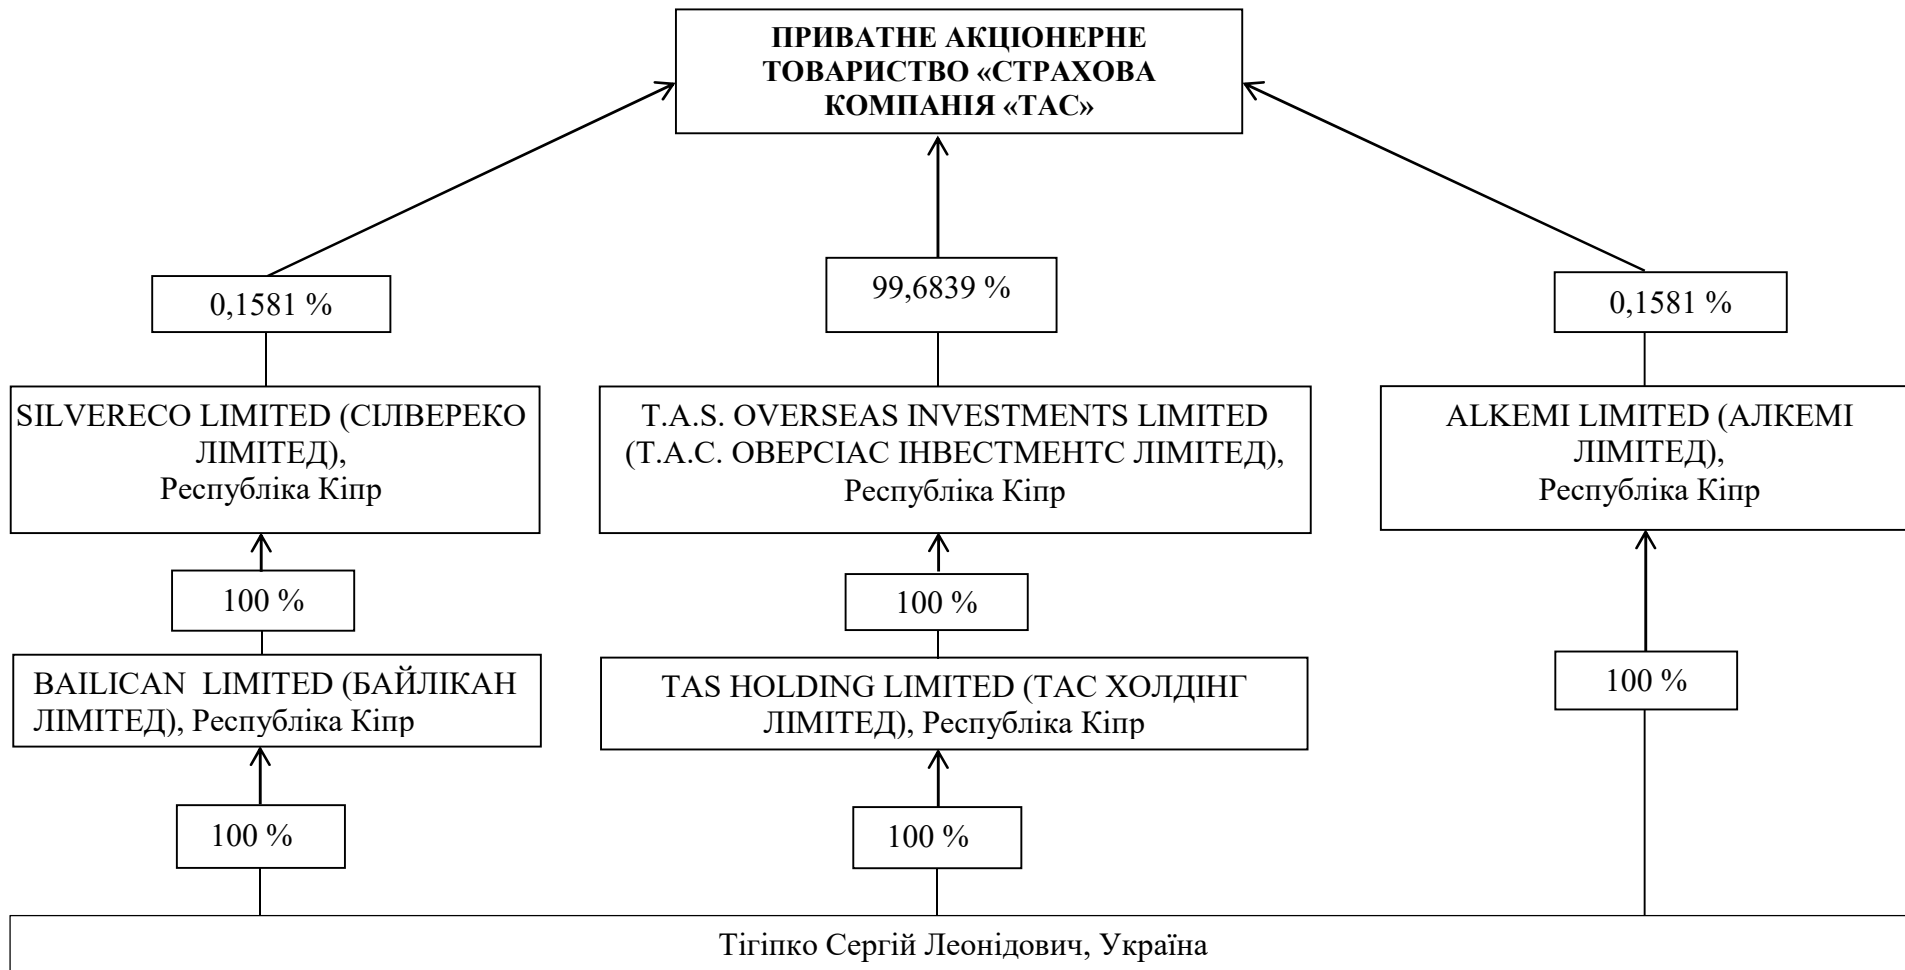 ПРИВАТНЕ АКЦІОНЕРНЕ
ТОВАРИСТВО «СТРАХОВА
КОМПАНІЯ «ТАС»
0,1581 %
99,6839 %
0,1581 %
SILVERECO LIMITED (СІЛВЕРЕКО
ЛІМІТЕД),
Республіка Кіпр
T.A.S. OVERSEAS INVESTMENTS LIMITED
(Т.А.С. ОВЕРСІАС ІНВЕСТМЕНТС ЛІМІТЕД),
Республіка Кіпр
ALKEMI LIMITED (АЛКЕМІ
ЛІМІТЕД),
Республіка Кіпр
100 %
100 %
100 %
BAILICAN  LIMITED (БАЙЛІКАН
ЛІМІТЕД), Республіка Кіпр
TAS HOLDING LIMITED (ТАС ХОЛДІНГ
ЛІМІТЕД), Республіка Кіпр
100 %
100 %
Тігіпко Сергій Леонідович, Україна